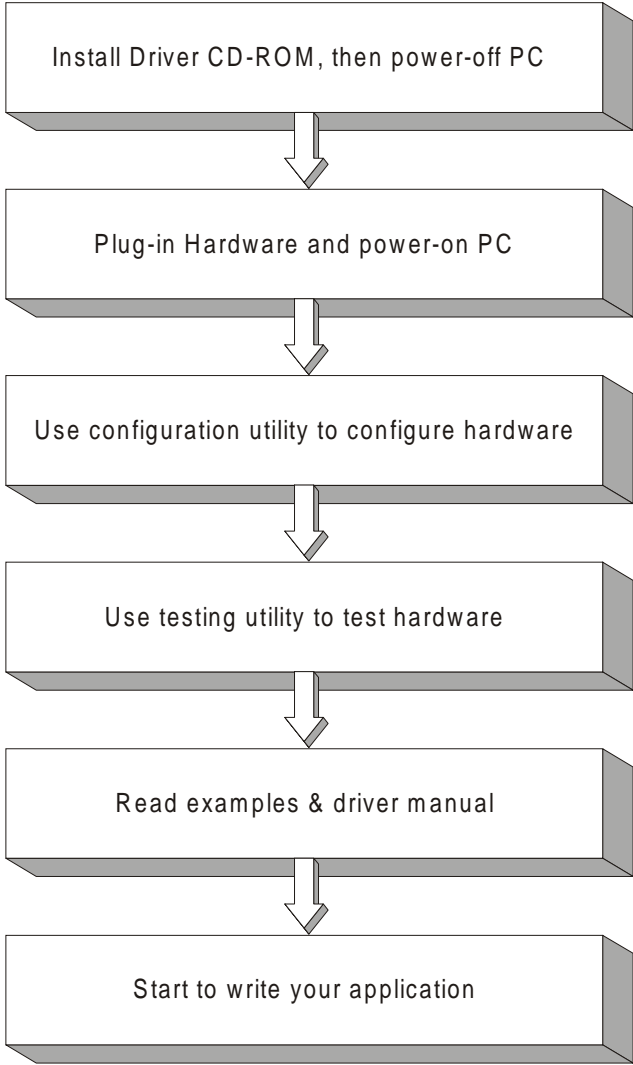 Install Driver CD-ROM, then power-off PC
Plug-in Hardware and power-on PC
Use configuration utility to configure hardware
Use testing utility to test hardware
Read examples & driver manual
Start to write your application